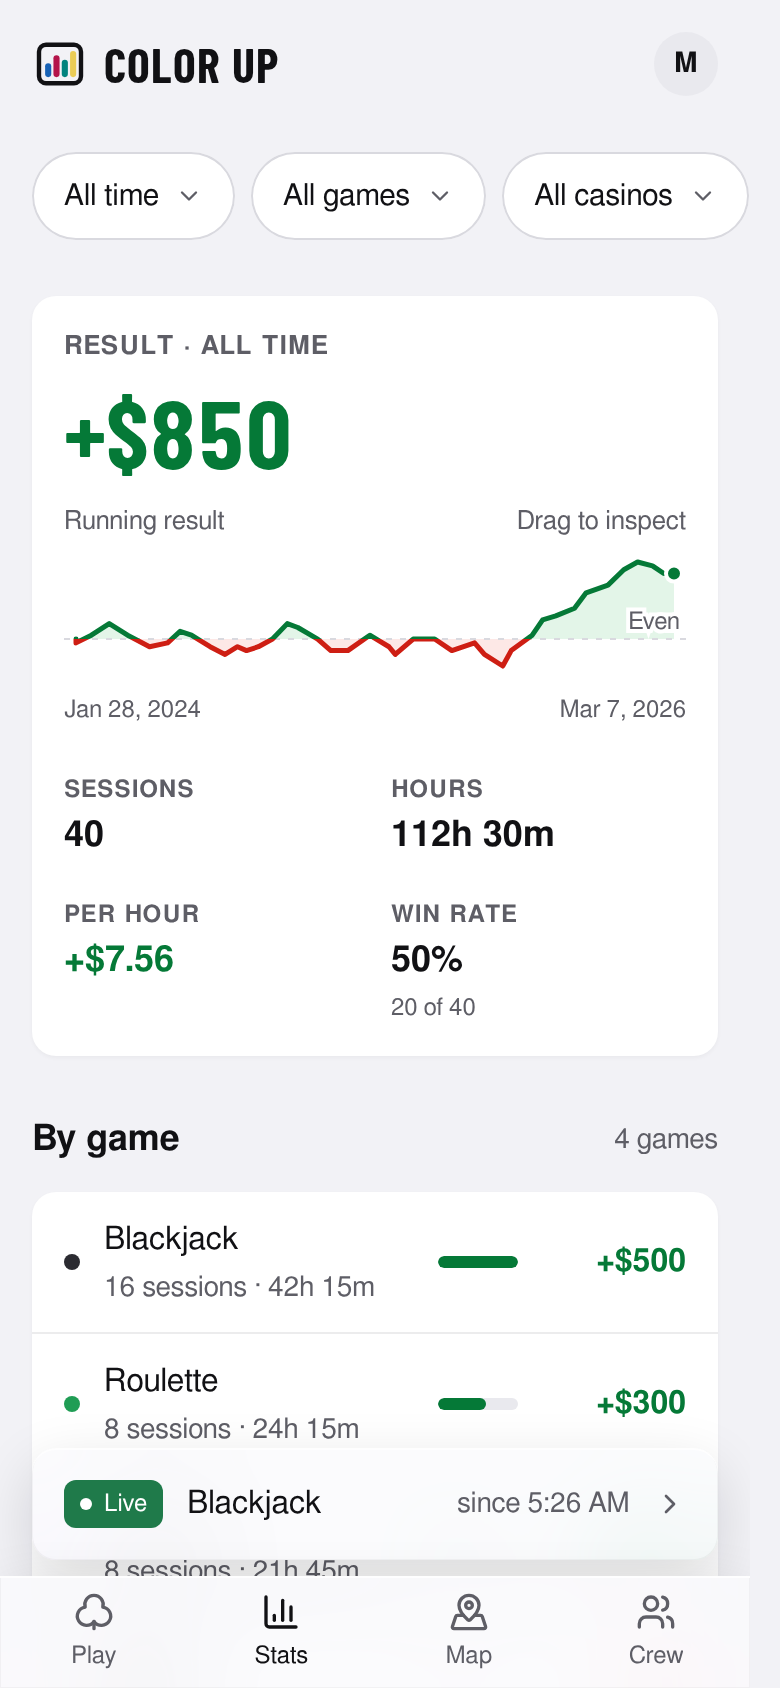 COLOR UP
M
All time
All games
All casinos
RESULT · ALL TIME
+$850
Running result
Drag to inspect
Even
Jan 28, 2024
Mar 7, 2026
SESSIONS
HOURS
40
112h 30m
PER HOUR
WIN RATE
+$7.56
50%
20 of 40
By game
4 games
Blackjack
16 sessions · 42h 15m
+$500
Roulette
8 sessions · 24h 15m
+$300
Live
Blackjack
since 5:26 AM
8 sessions · 21h 45m
Play
Stats
Map
Crew